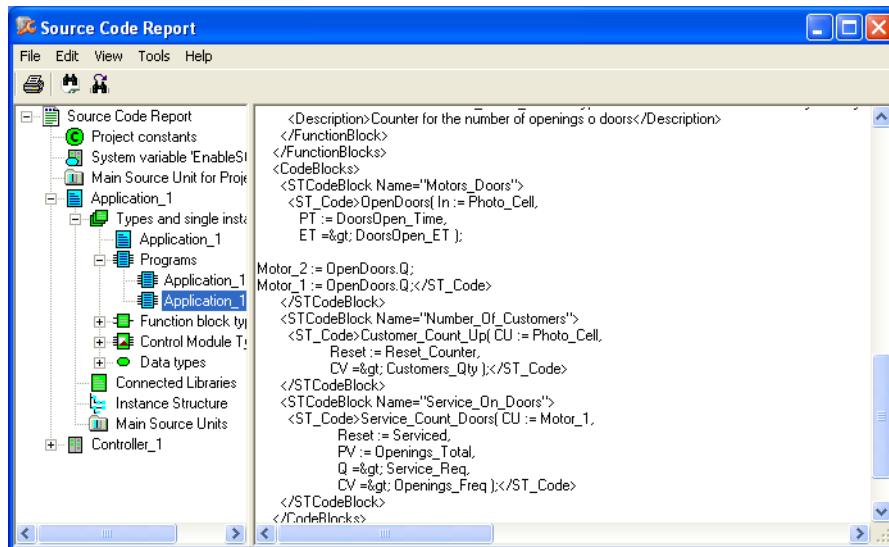 Source Code Report
File Edit View Tools Help
Source Code Report
Project constants
System variable 'EnableSI
Main Source Unit for Proje
Application_1
Types and single insta
Application_1
Programs
Application_1
Application_1
Function block typ
Control Module Ty
Data types
Connected Libraries
Instance Structure
Main Source Units
Controller_1
<Description>Counter for the number of openings o doors</Description>
</FunctionBlock>
</FunctionBlocks>
<CodeBlocks>
<STCodeBlock Name="Motors_Doors">
<ST_Code>OpenDoors( In := Photo_Cell,
PT := DoorsOpen_Time,
ET =&gt; DoorsOpen_ET );
Motor_2 := OpenDoors.Q;
Motor_1 := OpenDoors.Q;</ST_Code>
</STCodeBlock>
<STCodeBlock Name="Number_Of_Customers">
<ST_Code>Customer_Count_Up( CU := Photo_Cell,
Reset := Reset_Counter,
CV =&gt; Customers_Qty );</ST_Code>
</STCodeBlock>
<STCodeBlock Name="Service_On_Doors">
<ST_Code>Service_Count_Doors( CU := Motor_1,
Reset := Serviced,
PV := Openings_Total,
Q =&gt; Service_Req,
CV =&gt; Openings_Freq );</ST_Code>
</STCodeBlock>
</CodeBlocks>